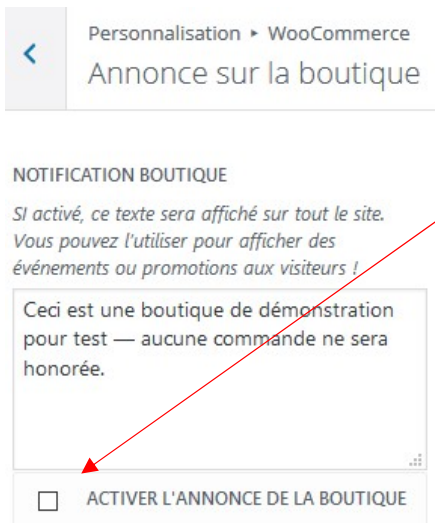 Personnalisation ▸ WooCommerce
Annonce sur la boutique
NOTIFICATION BOUTIQUE
SI activé, ce texte sera affiché sur tout le site.
Vous pouvez l'utiliser pour afficher des
événements ou promotions aux visiteurs !
Ceci est une boutique de démonstration
pour test — aucune commande ne sera
honorée.
ACTIVER L'ANNONCE DE LA BOUTIQUE